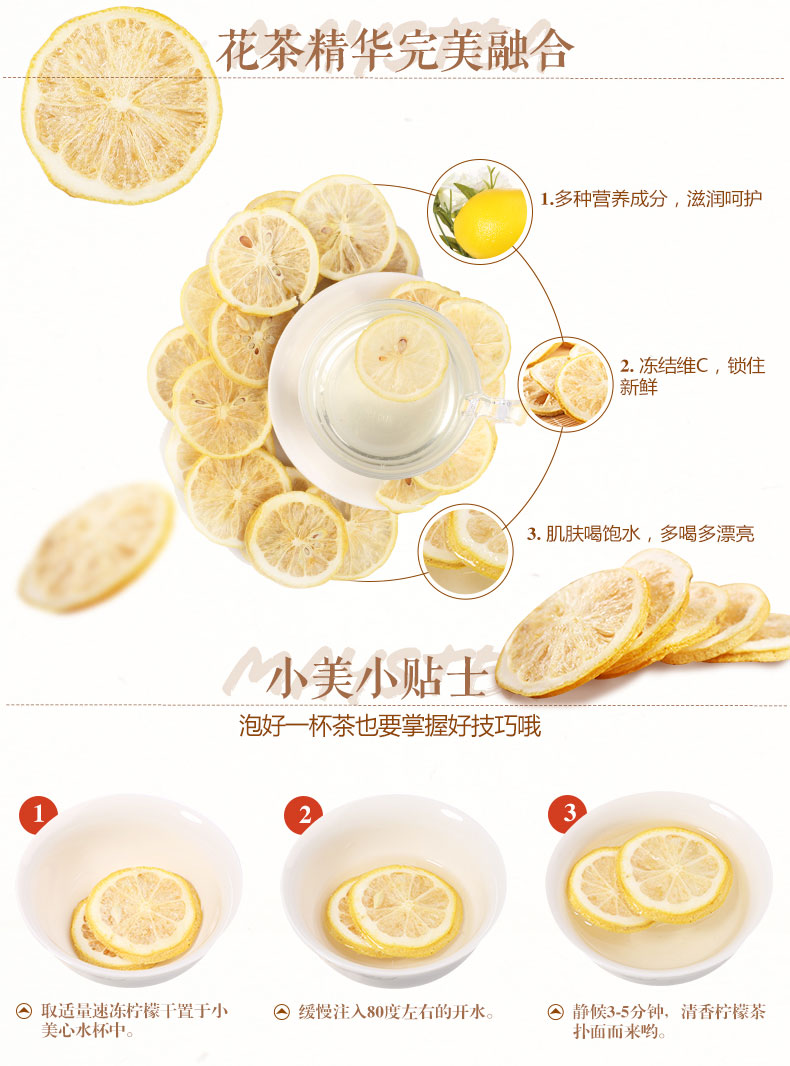 花茶精华完美融合
1.多种营养成分，滋润呵护
2. 冻结维C，锁住
新鲜
3. 肌肤喝饱水，多喝多漂亮
小美小贴士
泡好一杯茶也要掌握好技巧哦
1
2
3
取适量速冻柠檬干置于小
美心水杯中。
缓慢注入80度左右的开水。
静候3-5分钟，清香柠檬茶
扑面而来哟。